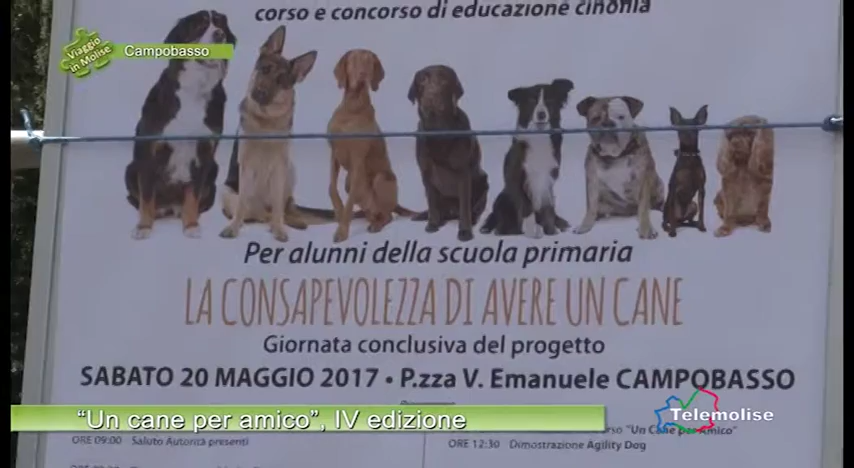 corso e concorso di educazione cinofila
Viaggio
in Molise
Campobasso
Per alunni della scuola primaria
LA CONSAPEVOLEZZA DI AVERE UN CANE
Giornata conclusiva del progetto
SABATO 20 MAGGIO 2017 • P.zza V. Emanuele CAMPOBASSO
“Un cane per amico”, IV edizione
Telemolise
"Un Cane per Amico"
ORE 09:00 Saluto Autorità presenti
ORE 12:30 Dimostrazione Agility Dog